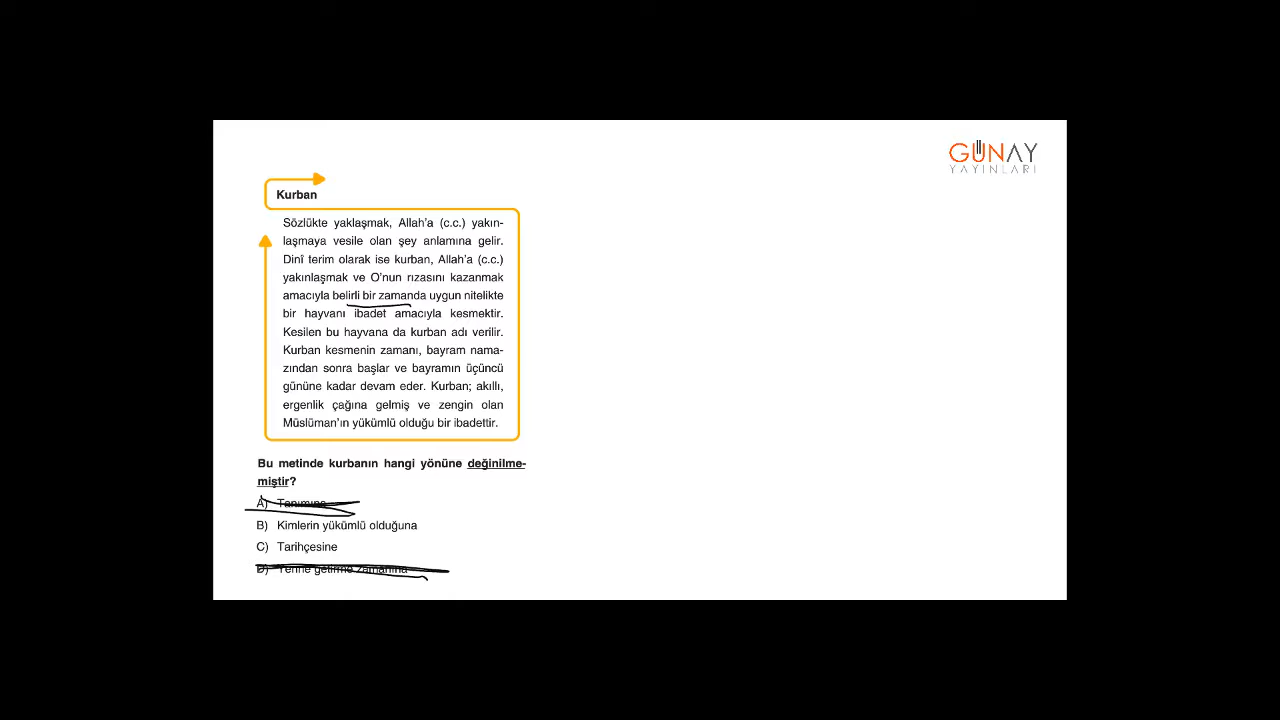 GÜNAY
YAYINLARI
Kurban
Sözlükte yaklaşmak, Allah'a (c.c.) yakın-
laşmaya vesile olan şey anlamına gelir.
Dinî terim olarak ise kurban, Allah'a (c.c.)
yakınlaşmak ve O'nun rızasını kazanmak
amacıyla belirli bir zamanda uygun nitelikte
bir hayvanı ibadet amacıyla kesmektir.
Kesilen bu hayvana da kurban adı verilir.
Kurban kesmenin zamanı, bayram nama-
zından sonra başlar ve bayramın üçüncü
gününe kadar devam eder. Kurban; akıllı,
ergenlik çağına gelmiş ve zengin olan
Müslüman'ın yükümlü olduğu bir ibadettir.
Bu metinde kurbanın hangi yönüne değinilme-
miştir?
A) Tanımına
B) Kimlerin yükümlü olduğuna
C) Tarihçesine
D) Yerine getirme zamanına